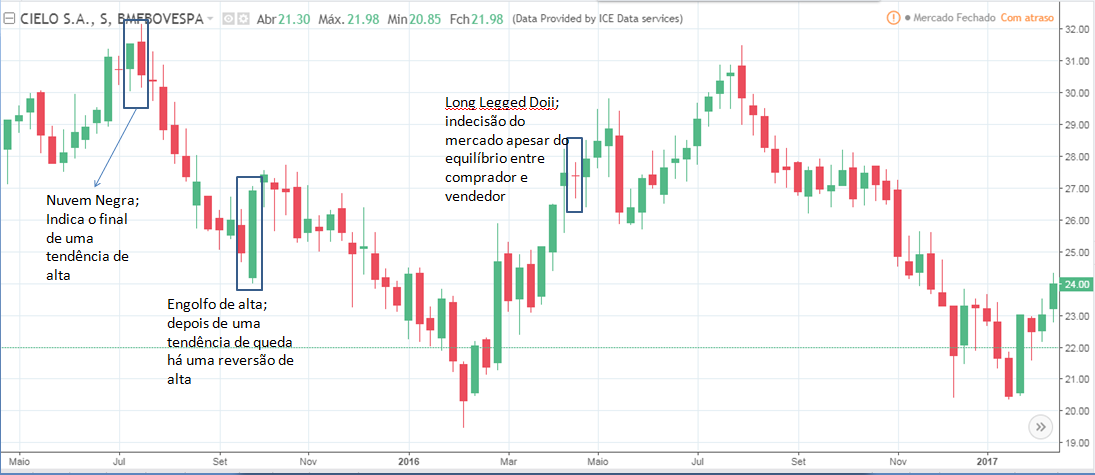 CIELO S.A., S, BMFBOVESPA Abr 21.30 Máx 21.98 Mín 20.85 Fch 21.98 (Data Provided by ICE Data services) Mercado Fechado Com atraso
32.00
31.00
30.00
29.00
28.00
27.00
26.00
25.00
24.00
23.00
22.00
21.00
20.00
19.00
Nuvem Negra;
Indica o final
de uma
tendência de
alta
Engolfo de alta;
depois de uma
tendência de queda
há uma reversão de
alta
Long Legged Doji;
indecisão do
mercado apesar do
equilíbrio entre
comprador e
vendedor
Maio Jul Set Nov 2016 Mar Maio Jul Set Nov 2017